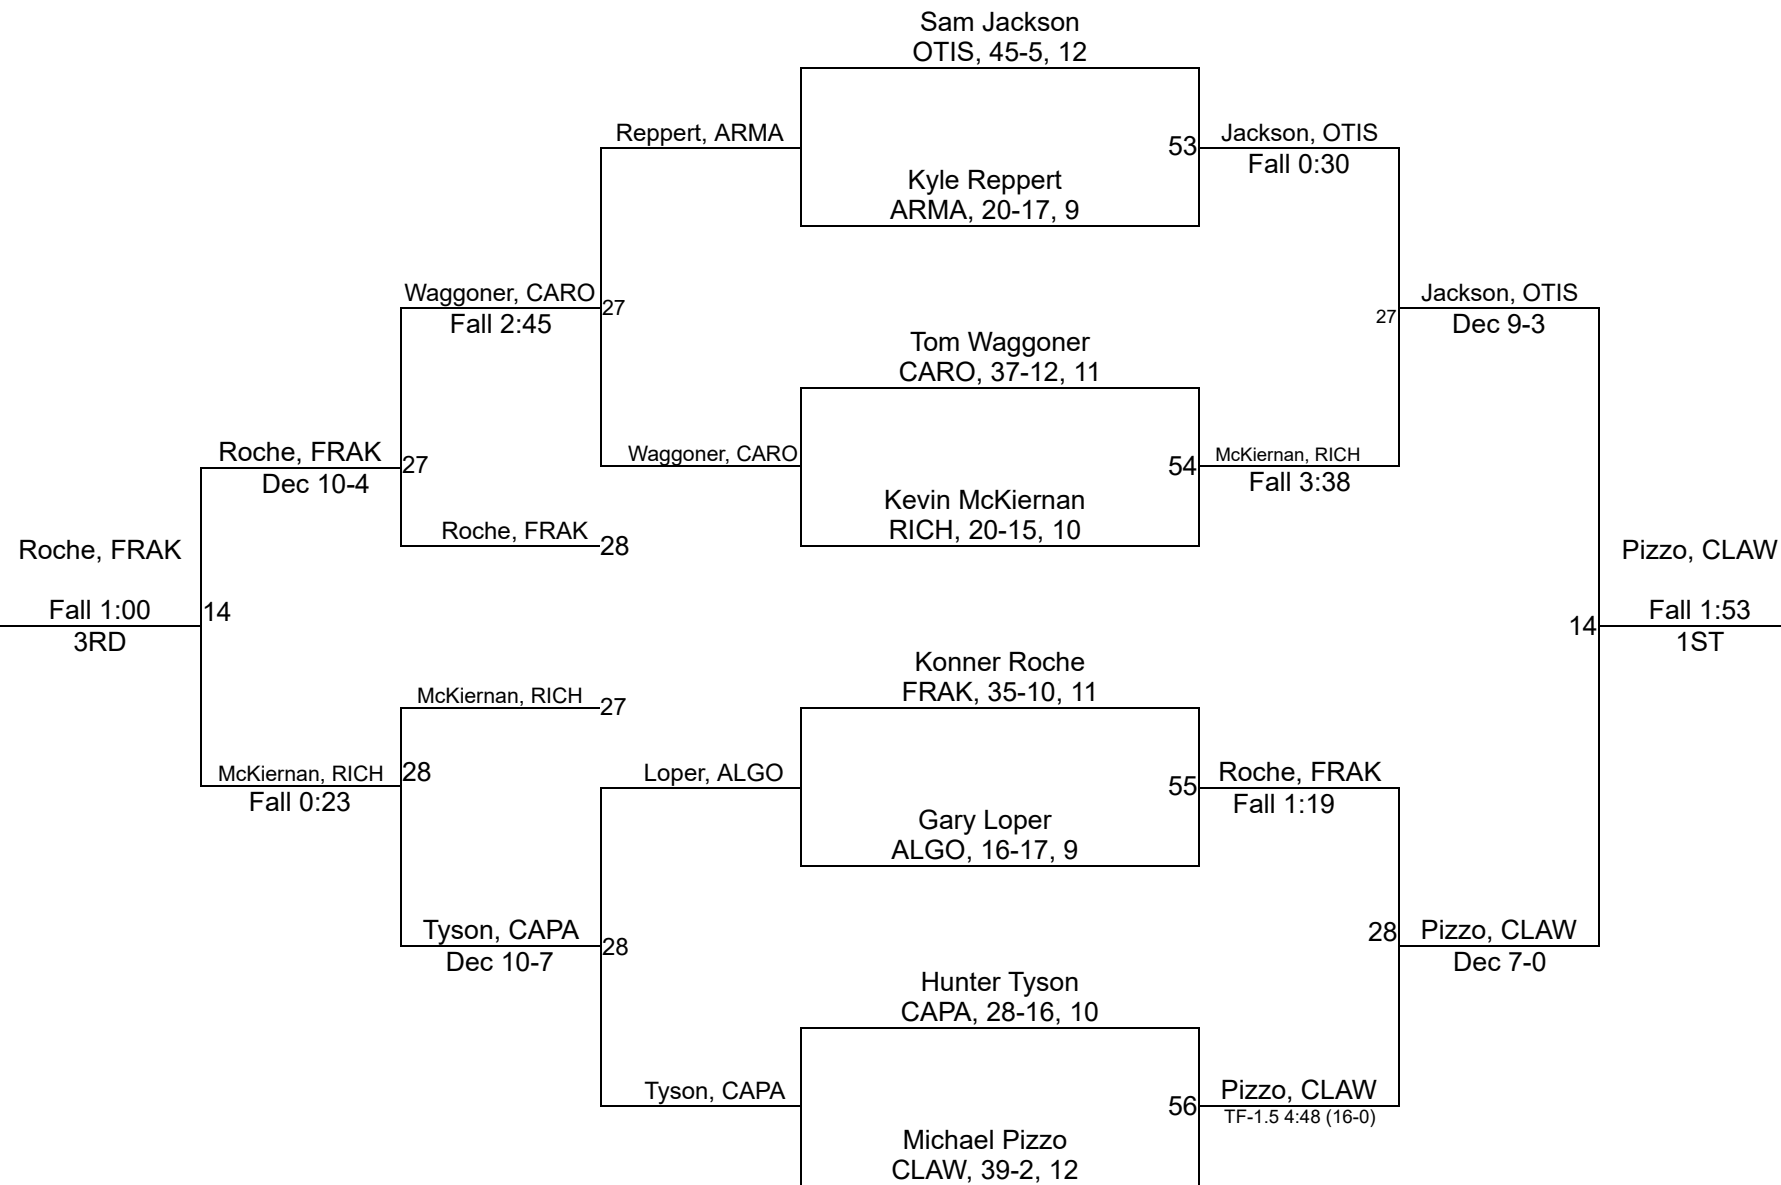 Sam Jackson
OTIS, 45-5, 12
Reppert, ARMA
53
Jackson, OTIS
Fall 0:30
Kyle Reppert
ARMA, 20-17, 9
Waggoner, CARO
27
Fall 2:45
Jackson, OTIS
27
Dec 9-3
Tom Waggoner
CARO, 37-12, 11
Roche, FRAK
27
Dec 10-4
Waggoner, CARO
54
McKiernan, RICH
Fall 3:38
Kevin McKiernan
RICH, 20-15, 10
Roche, FRAK
28
Roche, FRAK
Fall 1:00
14
3RD
Pizzo, CLAW
14
Fall 1:53
1ST
Konner Roche
FRAK, 35-10, 11
McKiernan, RICH
27
McKiernan, RICH
28
Fall 0:23
Loper, ALGO
55
Roche, FRAK
Fall 1:19
Gary Loper
ALGO, 16-17, 9
Tyson, CAPA
28
Dec 10-7
28
Pizzo, CLAW
Dec 7-0
Hunter Tyson
CAPA, 28-16, 10
Tyson, CAPA
56
Pizzo, CLAW
TF-1.5 4:48 (16-0)
Michael Pizzo
CLAW, 39-2, 12